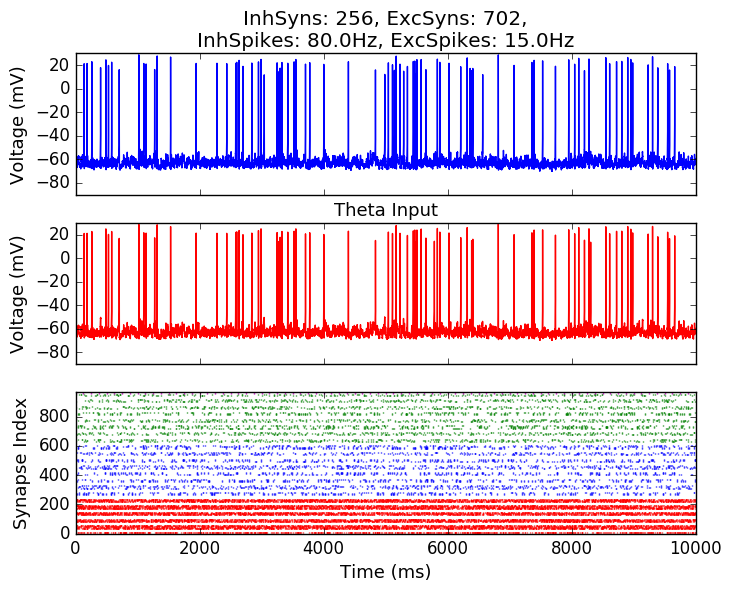 InhSyns: 256, ExcSyns: 702,
InhSpikes: 80.0Hz, ExcSpikes: 15.0Hz
20
0
−20
−40
−60
−80
Voltage (mV)
Theta Input
20
0
−20
−40
−60
−80
Voltage (mV)
800
600
400
200
0
Synapse Index
0 2000 4000 6000 8000 10000
Time (ms)